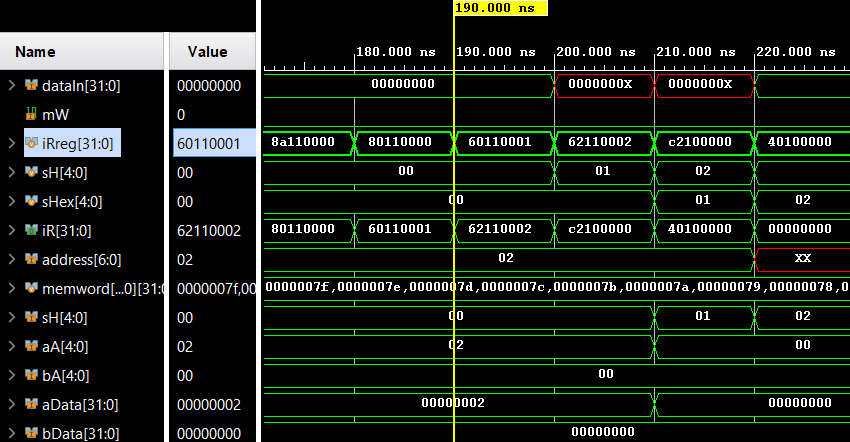 190.000 ns
Name Value 180.000 ns 190.000 ns 200.000 ns 210.000 ns 220.000 ns
dataIn[31:0] 00000000 00000000 0000000X 0000000X
mW 0
iRreg[31:0] 60110001 8a110000 80110000 60110001 62110002 c2100000 40100000
sH[4:0] 00 00 01 02
sHex[4:0] 00 00 01 02
iR[31:0] 62110002 80110000 60110001 62110002 c2100000 40100000 00000000
address[6:0] 02 02 XX
memword[...0][31:0 0000007f,00 0000007f,0000007e,0000007d,0000007c,0000007b,0000007a,00000079,00000078,0
sH[4:0] 00 00 01 02
aA[4:0] 02 02 00
bA[4:0] 00 00
aData[31:0] 00000002 00000002 00000000
bData[31:0] 00000000 00000000